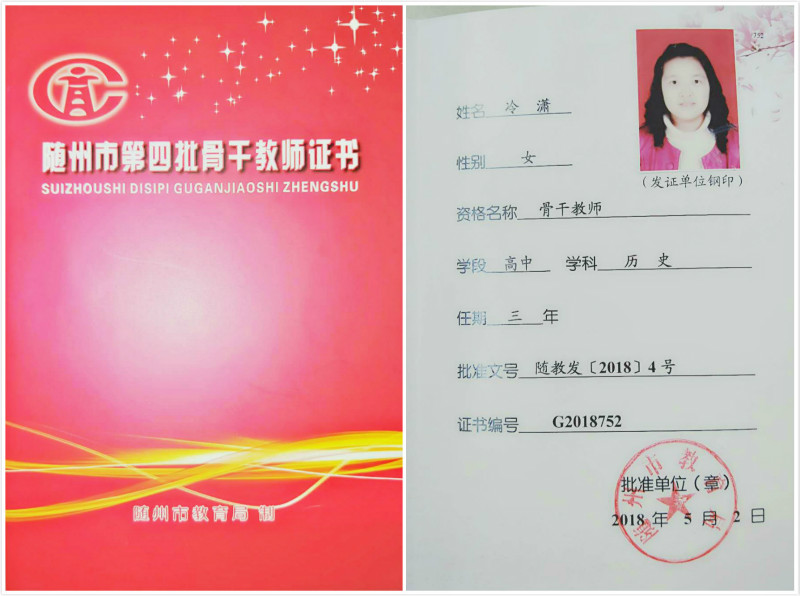 随州市第四批骨干教师证书
SUIZHOUSHI DISIPI GUGANJIAOSHI ZHENGSHU
随州市教育局 制
752
(发证单位钢印)
姓名 冷 潇
性别 女
资格名称 骨干教师
学段 高中 学科 历 史
任期 三 年
批准文号 随教发〔2018〕4 号
证书编号 G2018752
随州市教育局
批准单位(章)
2018 年 5 月 2 日